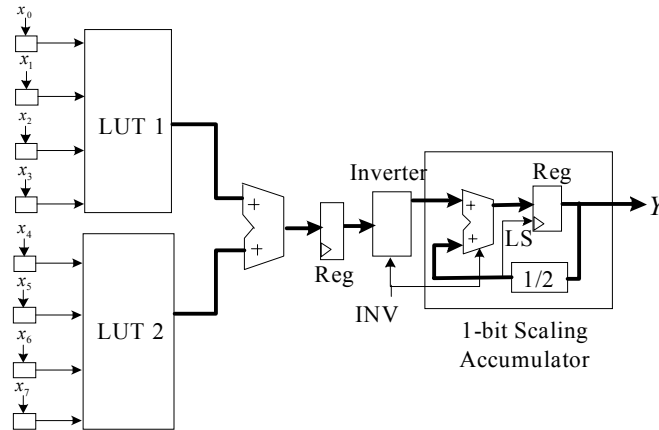 x₀
x₁
x₂
x₃
LUT 1
x₄
x₅
x₆
x₇
LUT 2
+
+
Reg
Inverter
INV
+
+
Reg
LS
1/2
Y
1-bit Scaling
Accumulator